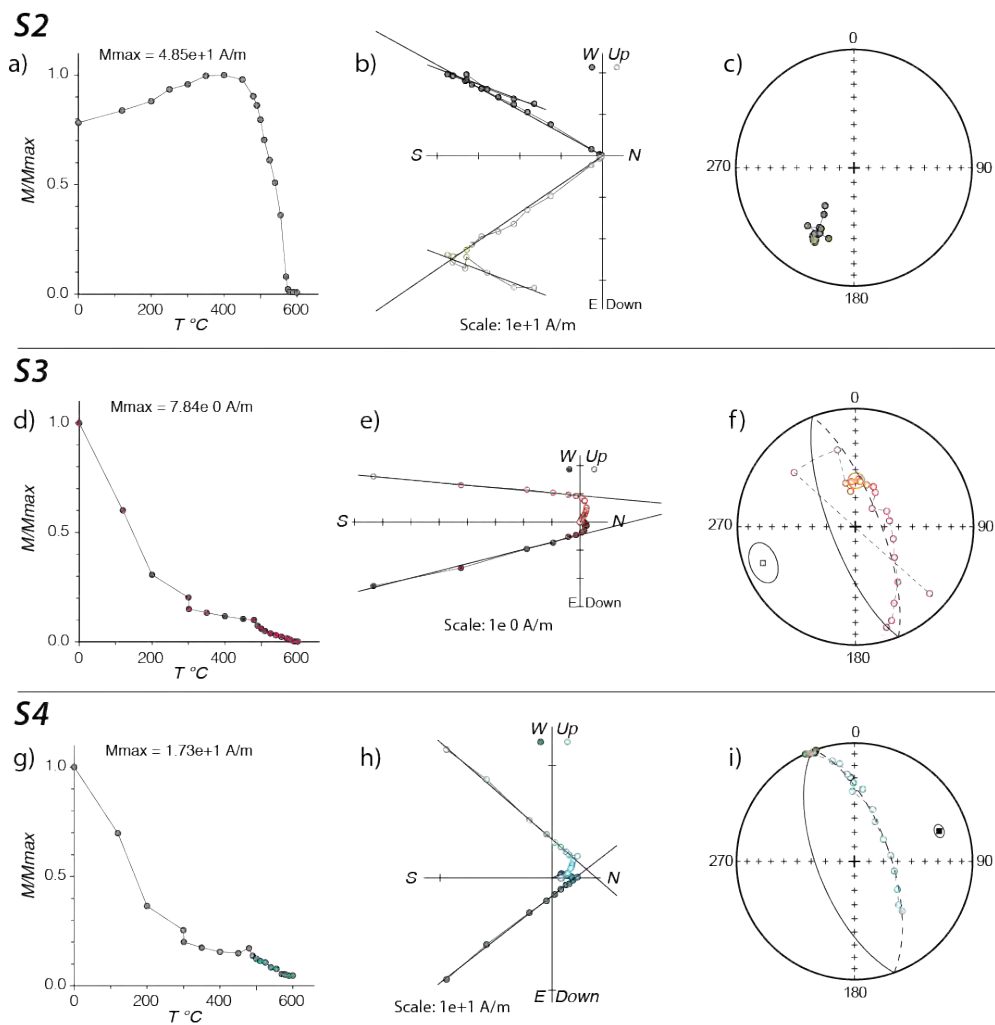 S2
a)
Mmax = 4.85e+1 A/m
M/Mmax
1.0
0.5
0.0
0 200 400 600
T °C
b)
W Up
S N
E Down
Scale: 1e+1 A/m
c)
0
270 90
180
S3
d)
Mmax = 7.84e 0 A/m
M/Mmax
1.0
0.5
0.0
0 200 400 600
T °C
e)
W Up
S N
E Down
Scale: 1e 0 A/m
f)
0
270 90
180
S4
g)
Mmax = 1.73e+1 A/m
M/Mmax
1.0
0.5
0.0
0 200 400 600
T °C
h)
W Up
S N
E Down
Scale: 1e+1 A/m
i)
0
270 90
180